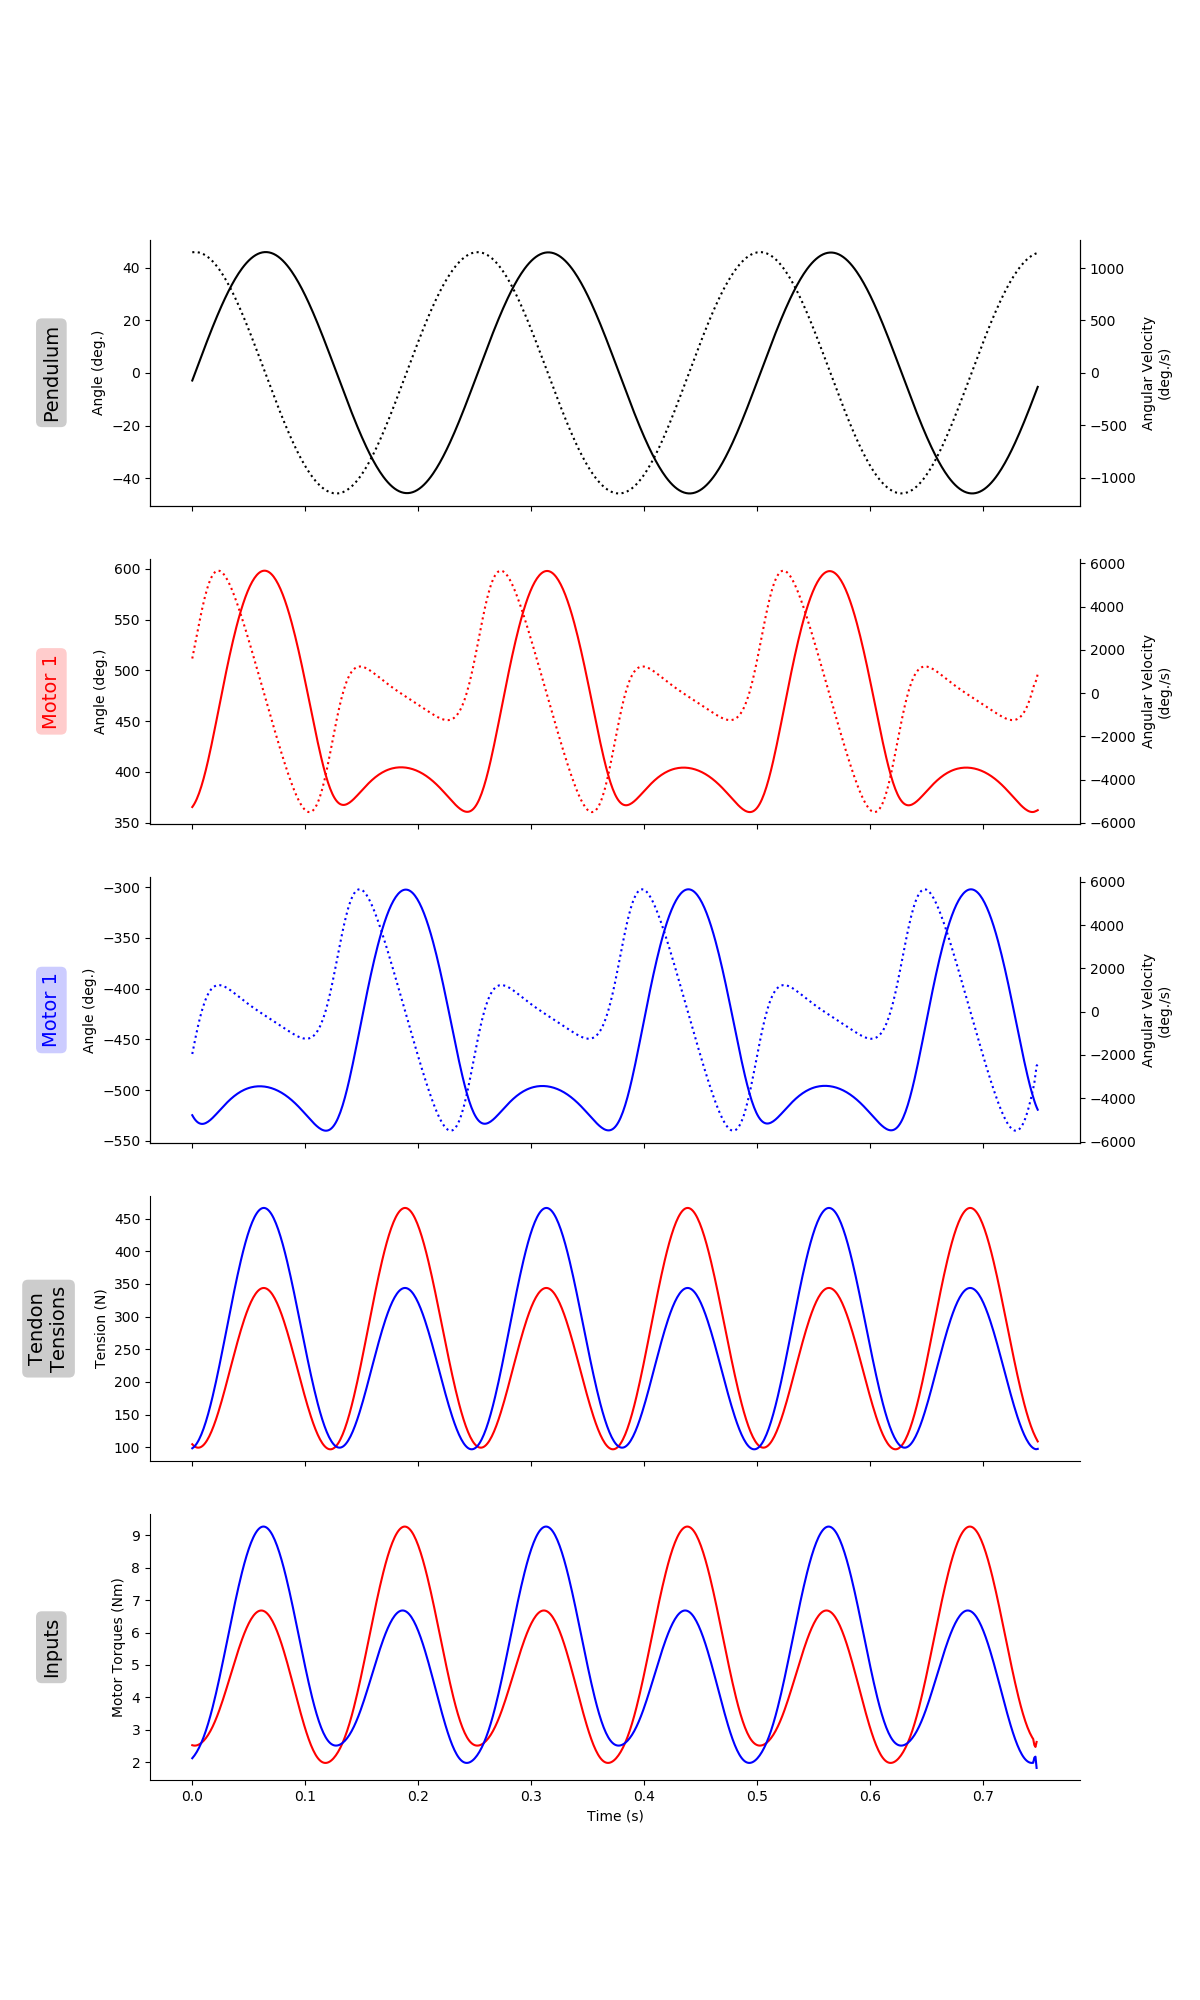 Pendulum
Angle (deg.)
40
20
0
−20
−40
1000
500
0
−500
−1000
Angular Velocity
(deg./s)
Motor 1
Angle (deg.)
600
550
500
450
400
350
6000
4000
2000
0
−2000
−4000
−6000
Angular Velocity
(deg./s)
Motor 1
Angle (deg.)
−300
−350
−400
−450
−500
−550
6000
4000
2000
0
−2000
−4000
−6000
Angular Velocity
(deg./s)
Tendon
Tensions
Tension (N)
450
400
350
300
250
200
150
100
Inputs
Motor Torques (Nm)
9
8
7
6
5
4
3
2
0.0 0.1 0.2 0.3 0.4 0.5 0.6 0.7
Time (s)